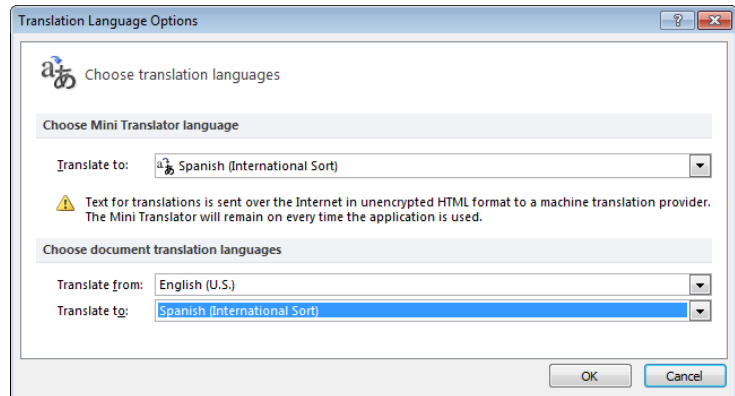 Translation Language Options
Choose translation languages
Choose Mini Translator language
Translate to: Spanish (International Sort)
Text for translations is sent over the Internet in unencrypted HTML format to a machine translation provider.
The Mini Translator will remain on every time the application is used.
Choose document translation languages
Translate from: English (U.S.)
Translate to: Spanish (International Sort)
OK Cancel